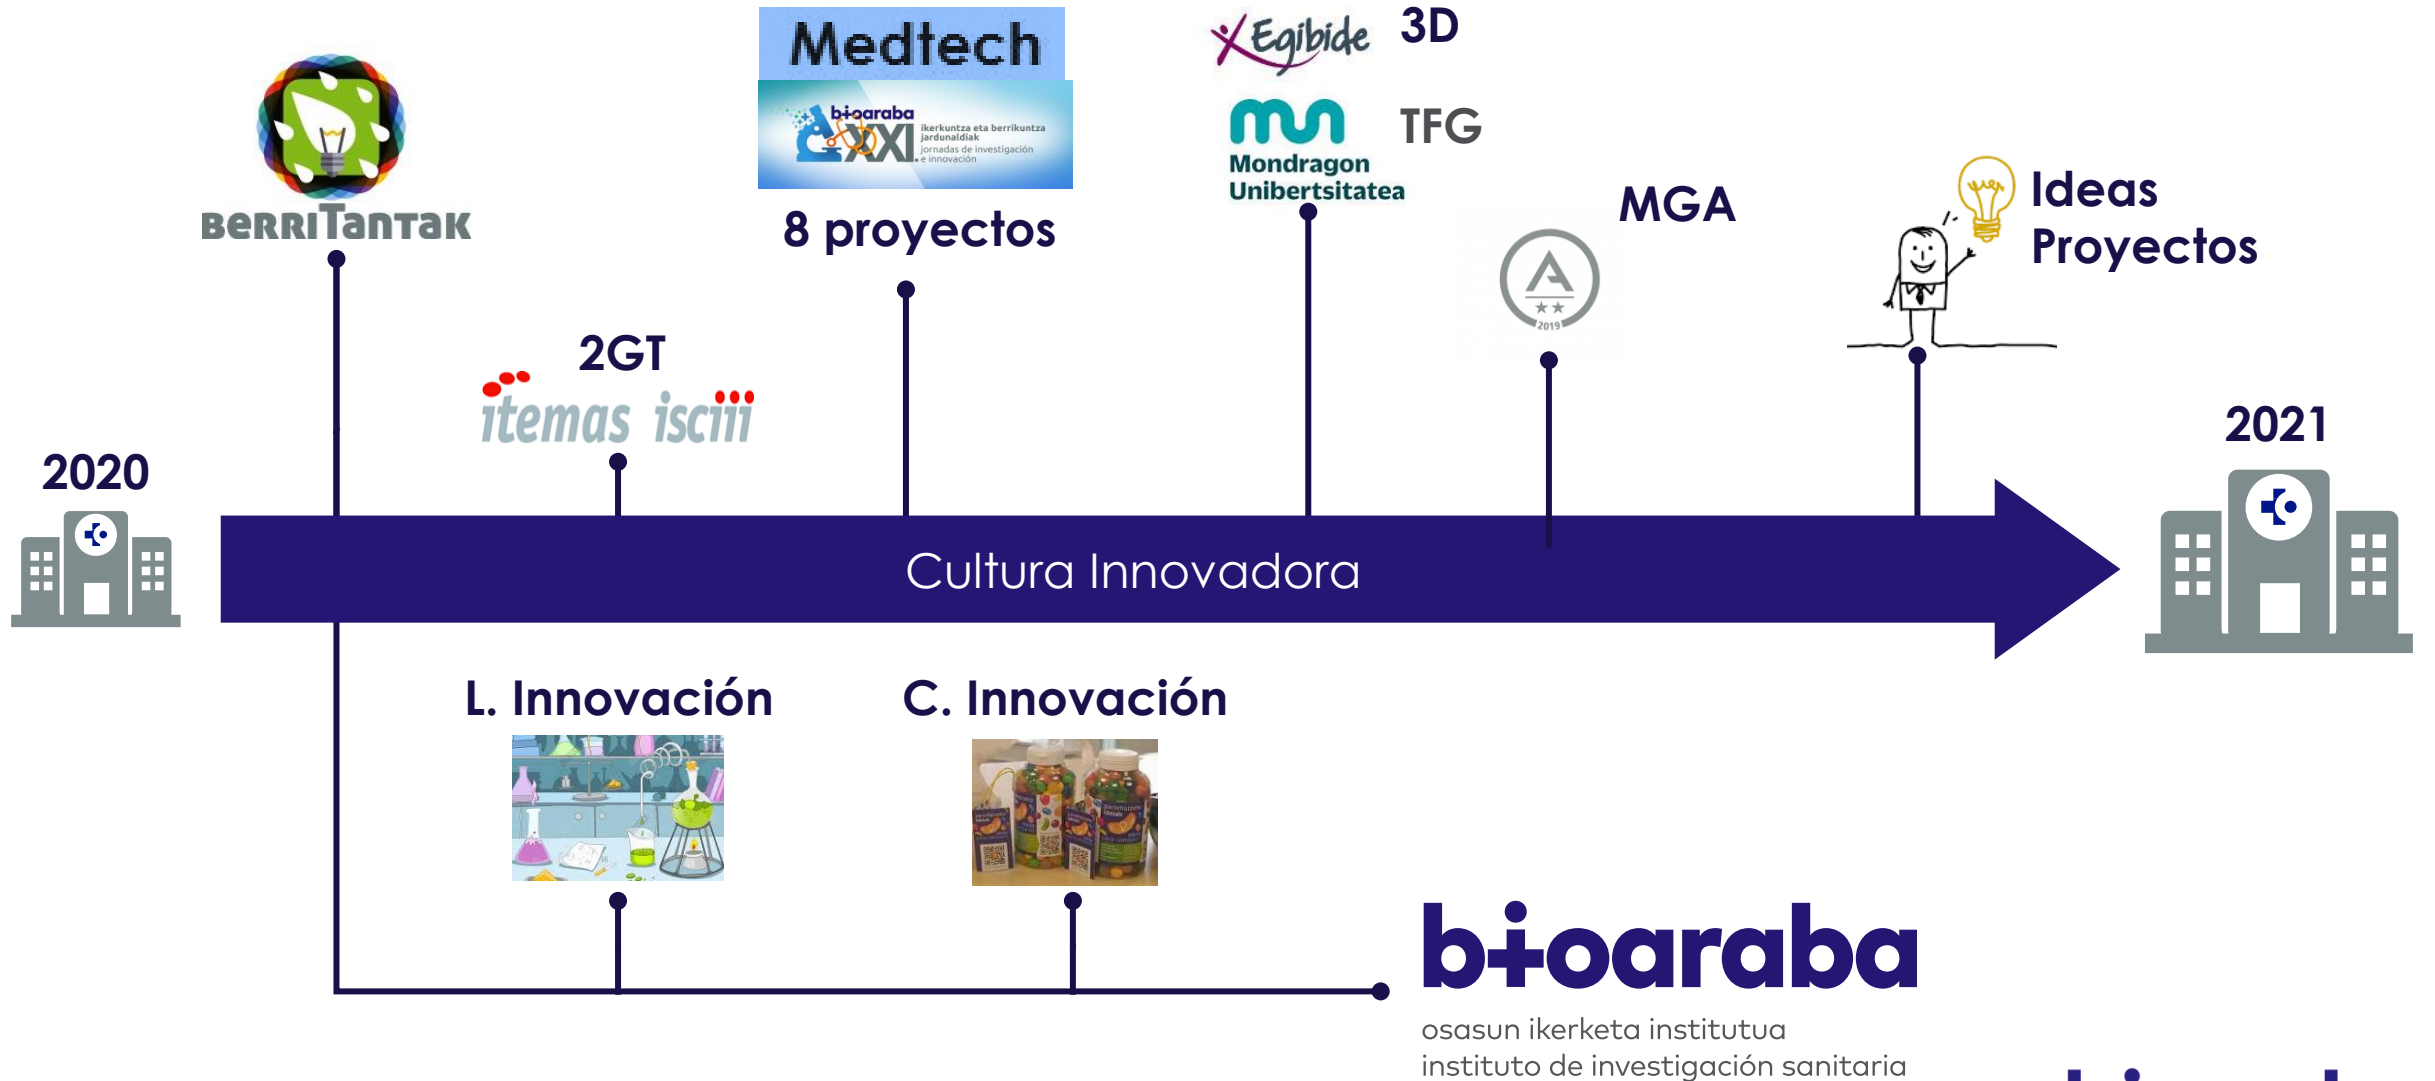 BERRITANTAK
Medtech
bioaraba
XXI.
ikerkuntza eta berrikuntza
jardunaldiak
jornadas de investigación
e innovación
8 proyectos
Egibide
3D
Mondragon
Unibertsitatea
TFG
MGA
A
2019
Ideas
Proyectos
2GT
itemas isciii
2020
2021
Cultura Innovadora
L. Innovación
C. Innovación
bioaraba
osasun ikerketa institutua
instituto de investigación sanitaria